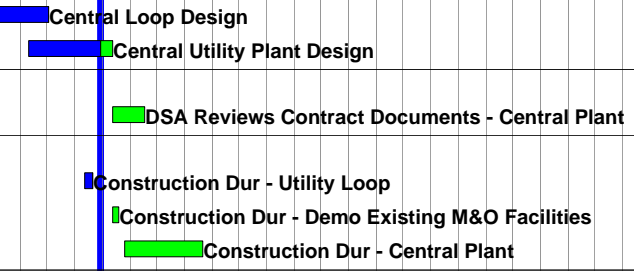 Central Loop Design
Central Utility Plant Design
DSA Reviews Contract Documents - Central Plant
Construction Dur - Utility Loop
Construction Dur - Demo Existing M&O Facilities
Construction Dur - Central Plant